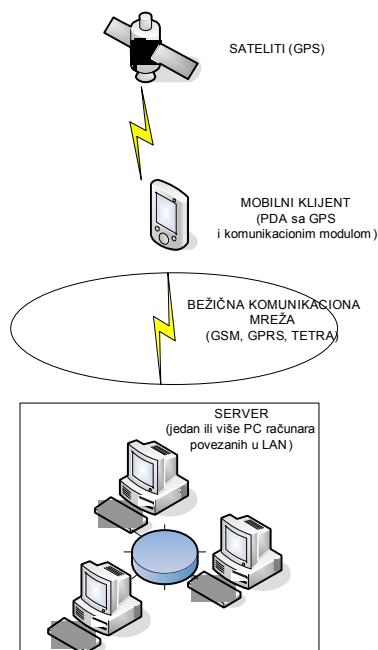 SATELITI (GPS)
MOBILNI KLIJENT
(PDA sa GPS
i komunikacionim modulom)
BEŽIČNA KOMUNIKACIONA
MREŽA
(GSM, GPRS, TETRA)
SERVER
(jedan ili više PC računara
povezanih u LAN)